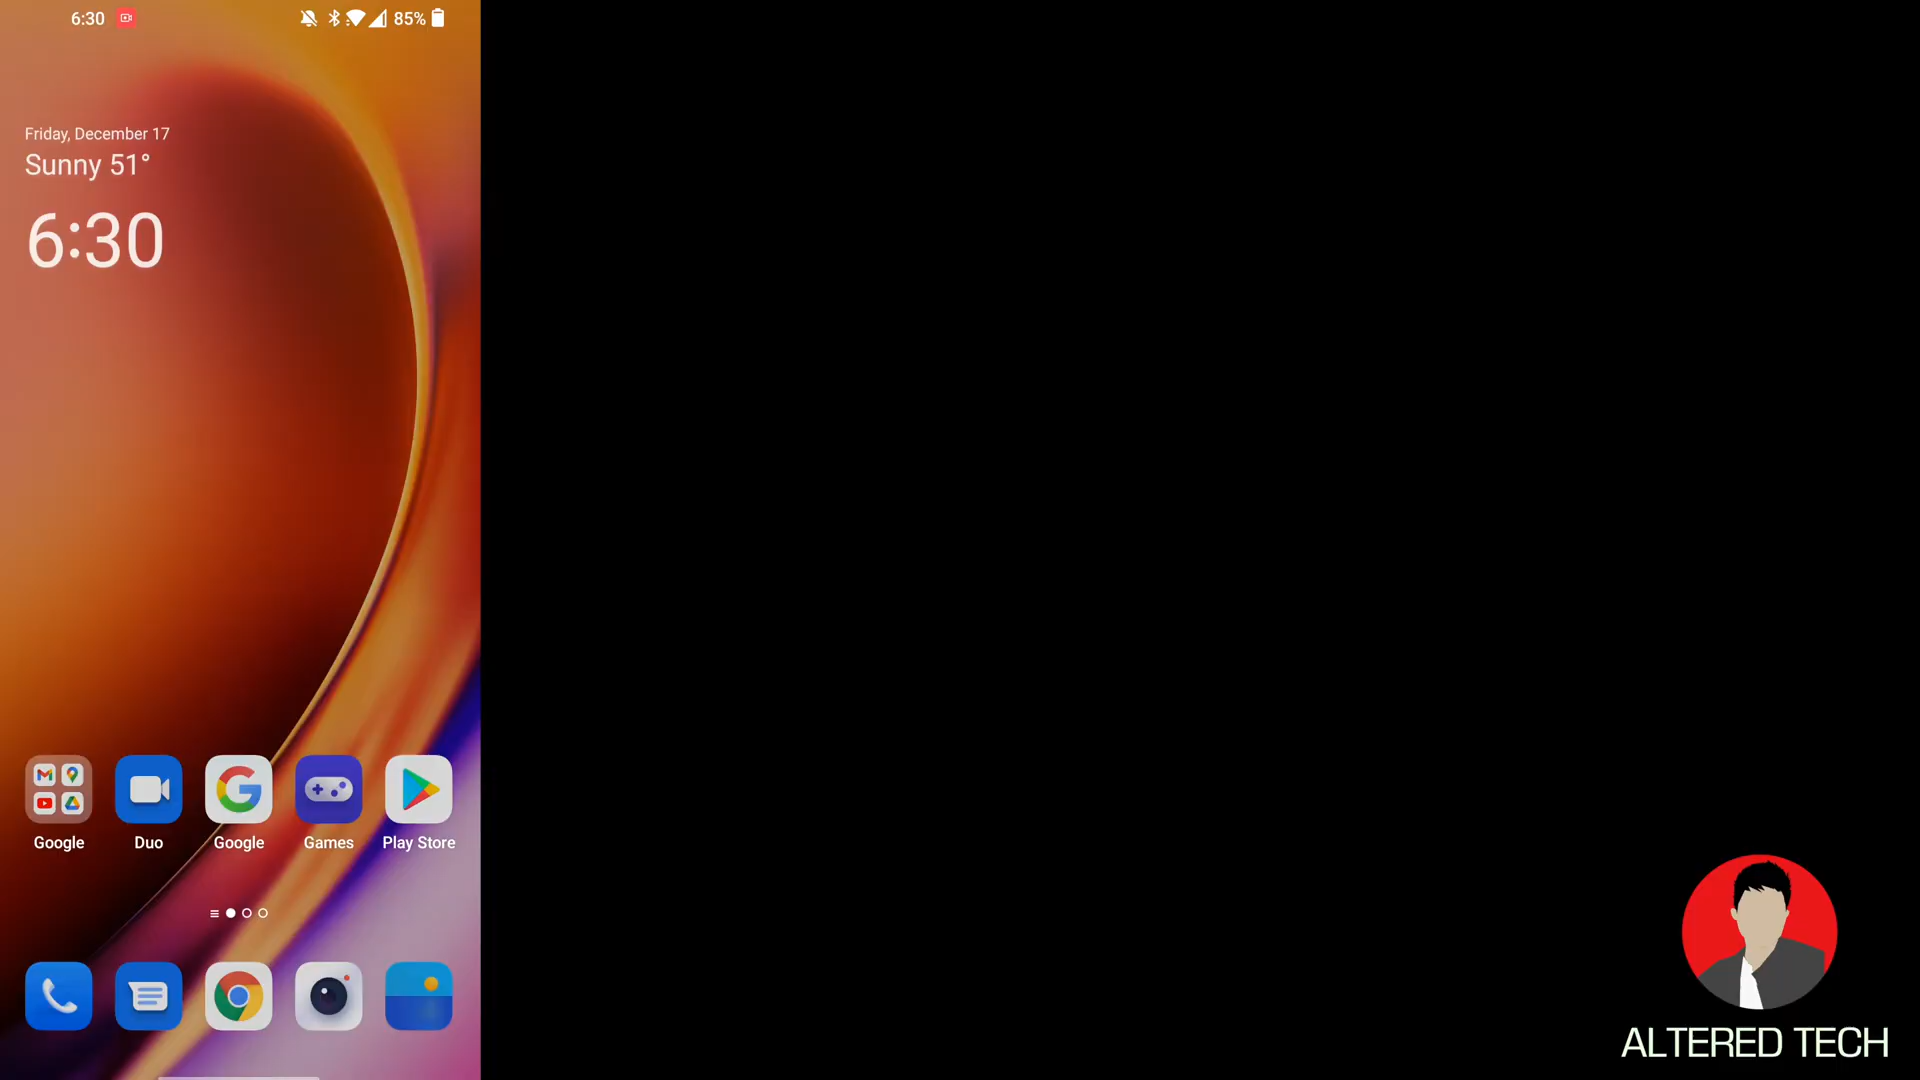 6:30
85%
Friday, December 17
Sunny 51°
6:30
Google
Duo
Google
Games
Play Store
ALTERED TECH